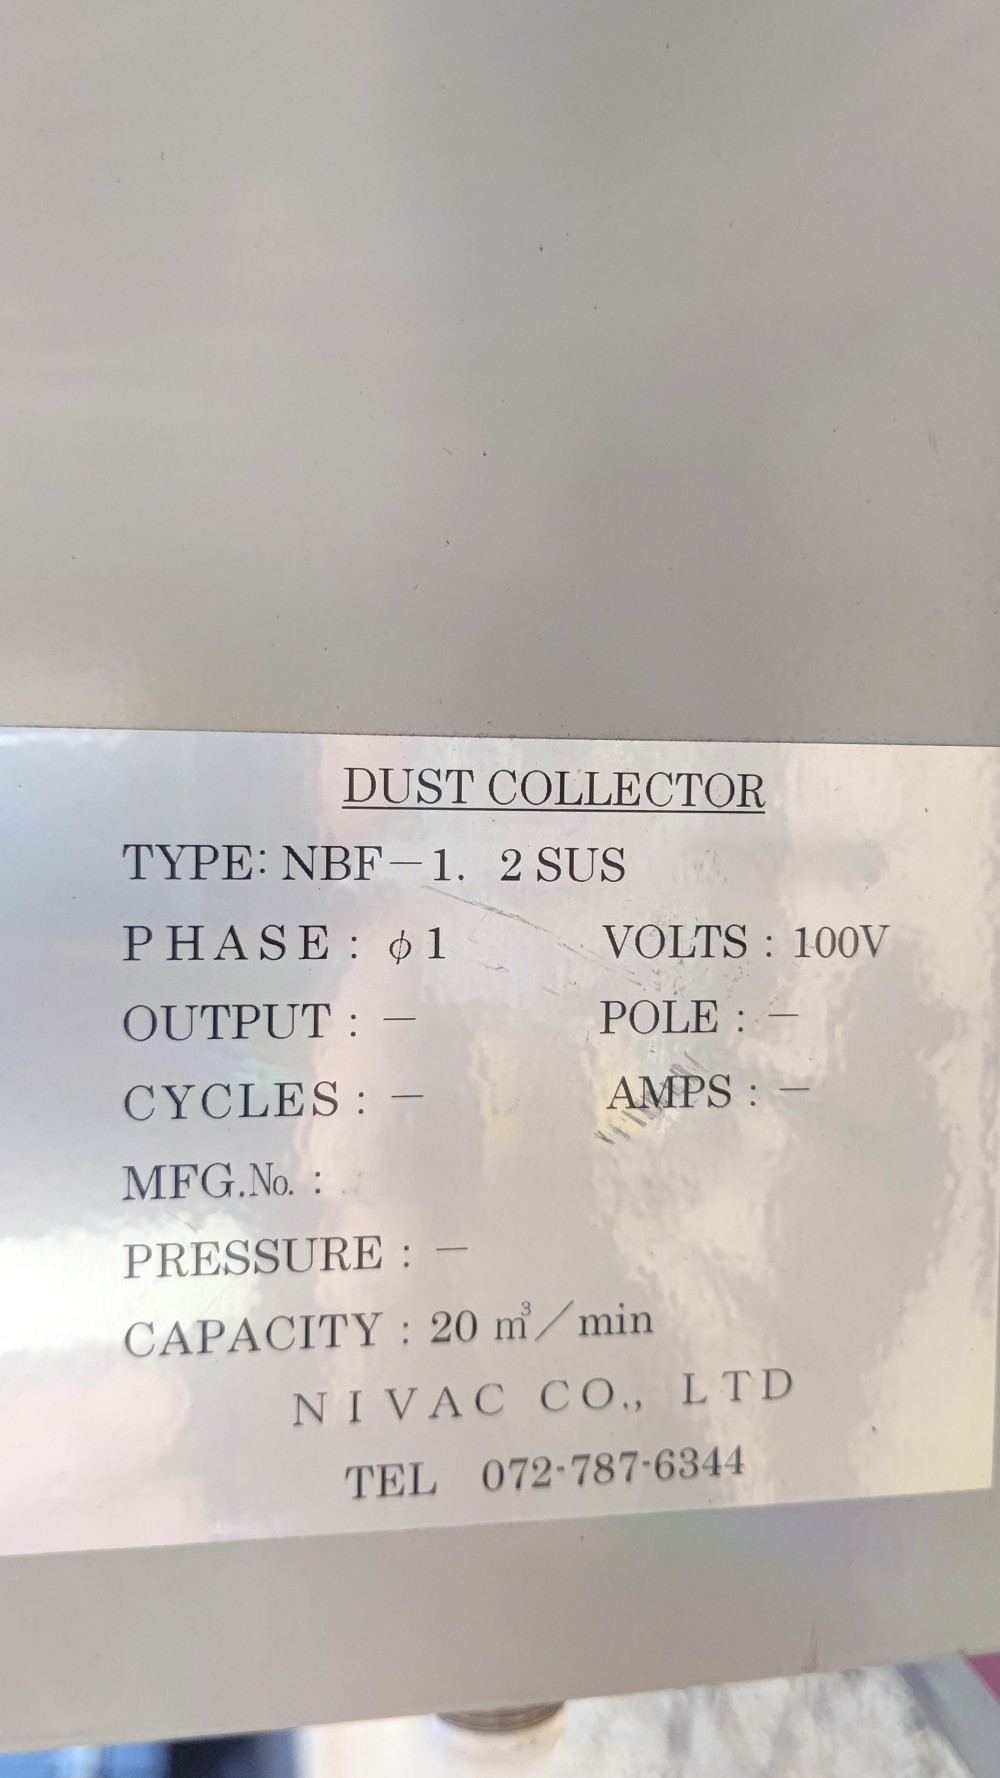 DUST COLLECTOR
TYPE: NBF－1．2 SUS
PHASE : φ1 VOLTS : 100V
OUTPUT : － POLE : －
CYCLES : － AMPS : －
MFG.No. :
PRESSURE : －
CAPACITY : 20 m³／min
NIVAC CO., LTD
TEL 072-787-6344